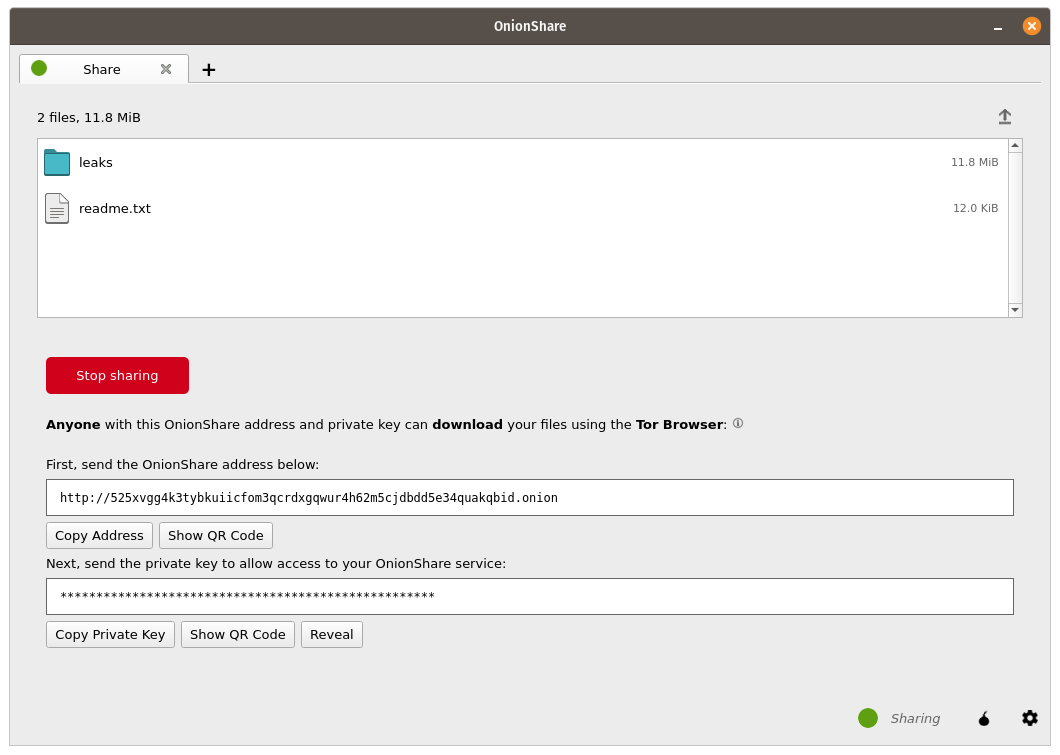 OnionShare
Share
2 files, 11.8 MiB
leaks 11.8 MiB
readme.txt 12.0 KiB
Stop sharing
Anyone with this OnionShare address and private key can download your files using the Tor Browser:
First, send the OnionShare address below:
http://525xvgg4k3tybkuiicfom3qcrdxgqwur4h62m5cjdbdd5e34quakqbid.onion
Copy Address Show QR Code
Next, send the private key to allow access to your OnionShare service:
****************************************************
Copy Private Key Show QR Code Reveal
Sharing